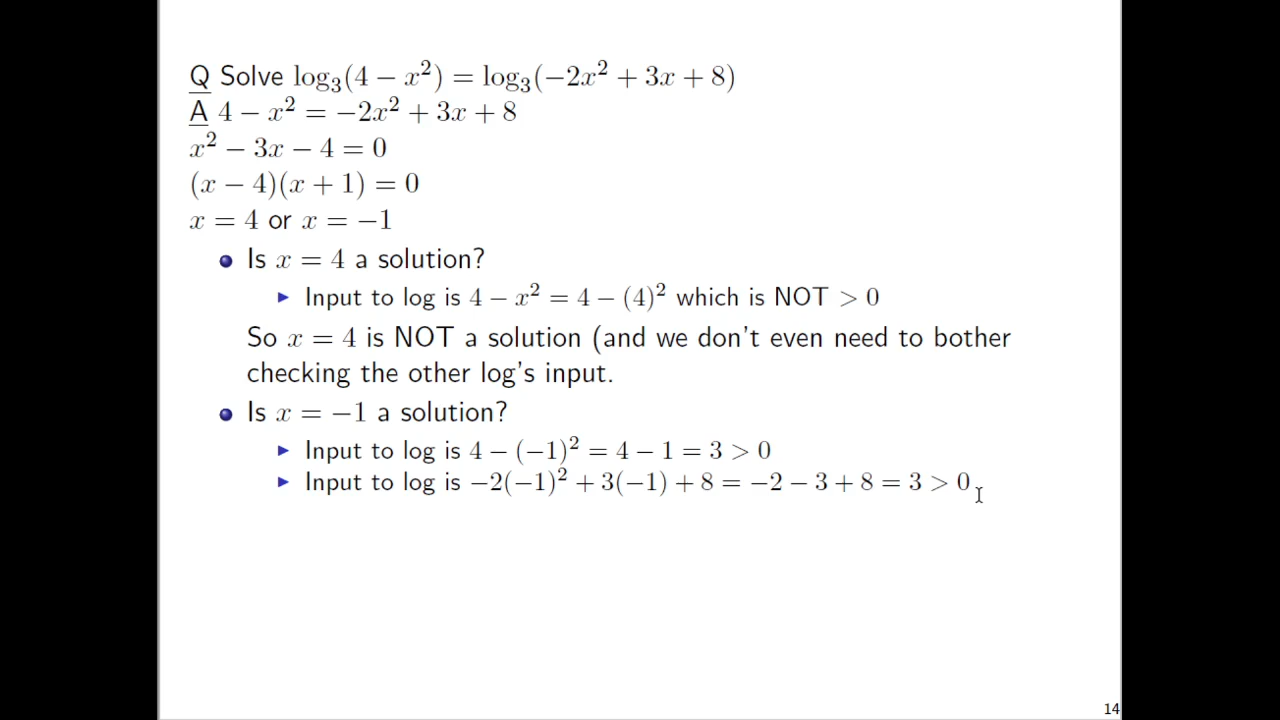 Q Solve log₃(4 − x²) = log₃(−2x² + 3x + 8)
A 4 − x² = −2x² + 3x + 8
x² − 3x − 4 = 0
(x − 4)(x + 1) = 0
x = 4 or x = −1
Is x = 4 a solution?
Input to log is 4 − x² = 4 − (4)² which is NOT > 0
So x = 4 is NOT a solution (and we don't even need to bother
checking the other log's input.
Is x = −1 a solution?
Input to log is 4 − (−1)² = 4 − 1 = 3 > 0
Input to log is −2(−1)² + 3(−1) + 8 = −2 − 3 + 8 = 3 > 0
14